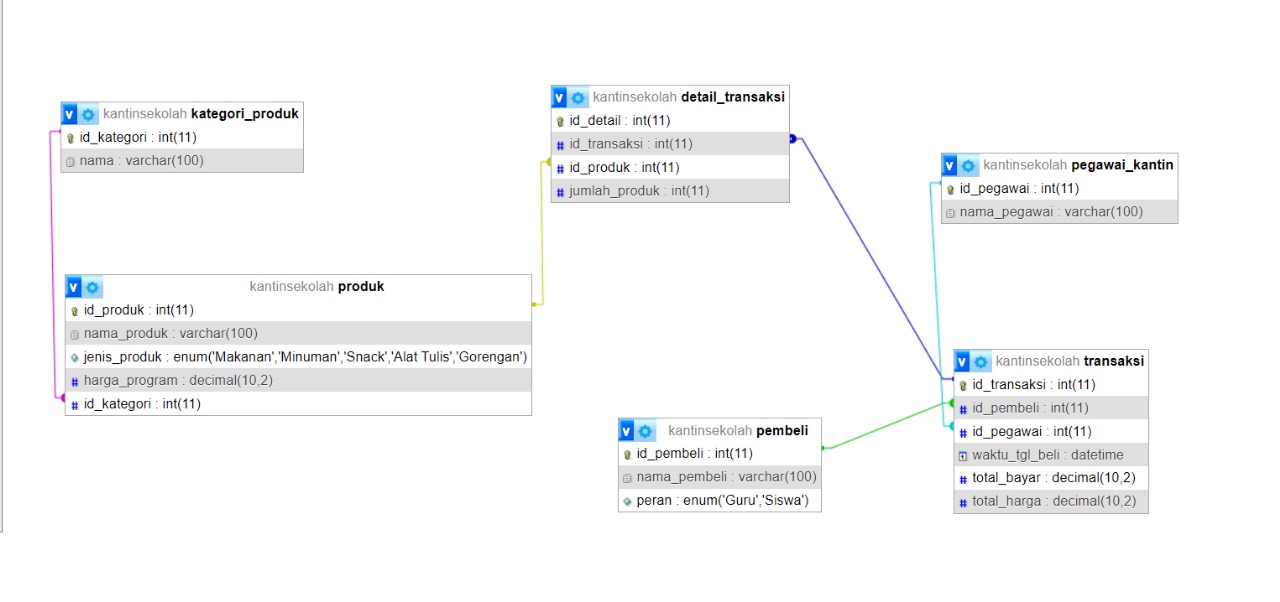 kantinsekolah kategori_produk
id_kategori : int(11)
nama : varchar(100)
kantinsekolah detail_transaksi
id_detail : int(11)
id_transaksi : int(11)
id_produk : int(11)
jumlah_produk : int(11)
kantinsekolah pegawai_kantin
id_pegawai : int(11)
nama_pegawai : varchar(100)
kantinsekolah produk
id_produk : int(11)
nama_produk : varchar(100)
jenis_produk : enum('Makanan','Minuman','Snack','Alat Tulis','Gorengan')
harga_program : decimal(10,2)
id_kategori : int(11)
kantinsekolah pembeli
id_pembeli : int(11)
nama_pembeli : varchar(100)
peran : enum('Guru','Siswa')
kantinsekolah transaksi
id_transaksi : int(11)
id_pembeli : int(11)
id_pegawai : int(11)
waktu_tgl_beli : datetime
total_bayar : decimal(10,2)
total_harga : decimal(10,2)